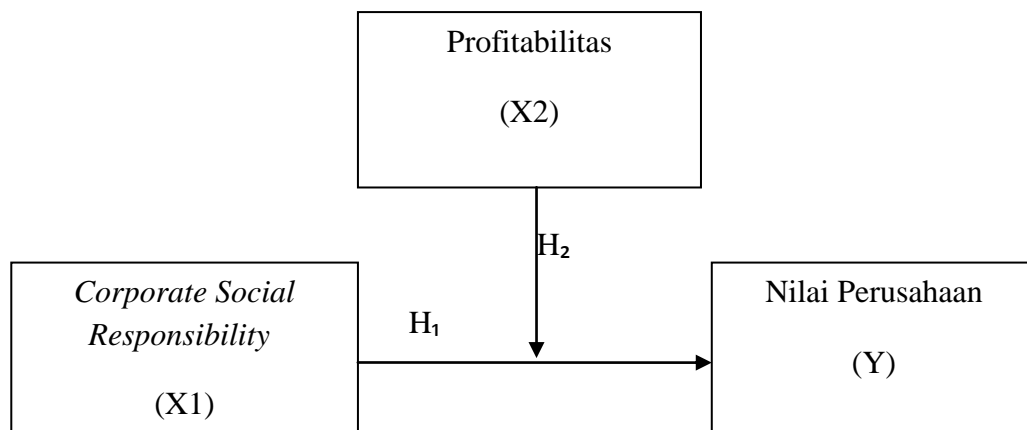 Profitabilitas
(X2)
H₂
Corporate Social
Responsibility
(X1)
H₁
Nilai Perusahaan
(Y)